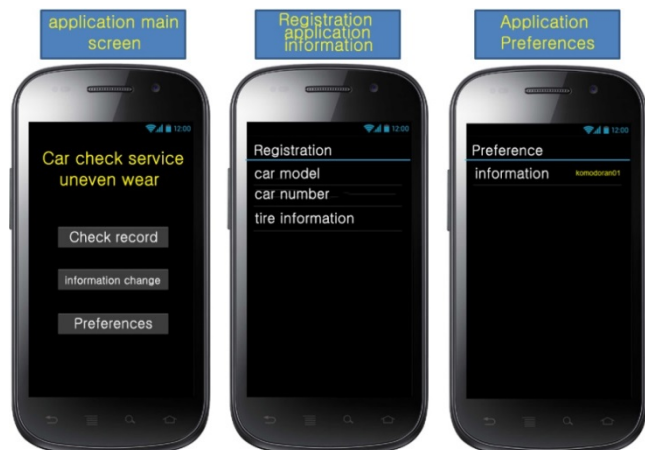 application main
screen
Registration
application
information
Application
Preferences
12:00
Car check service
uneven wear
Check record
information change
Preferences
12:00
Registration
car model
car number
tire information
12:00
Preference
information komodoran01